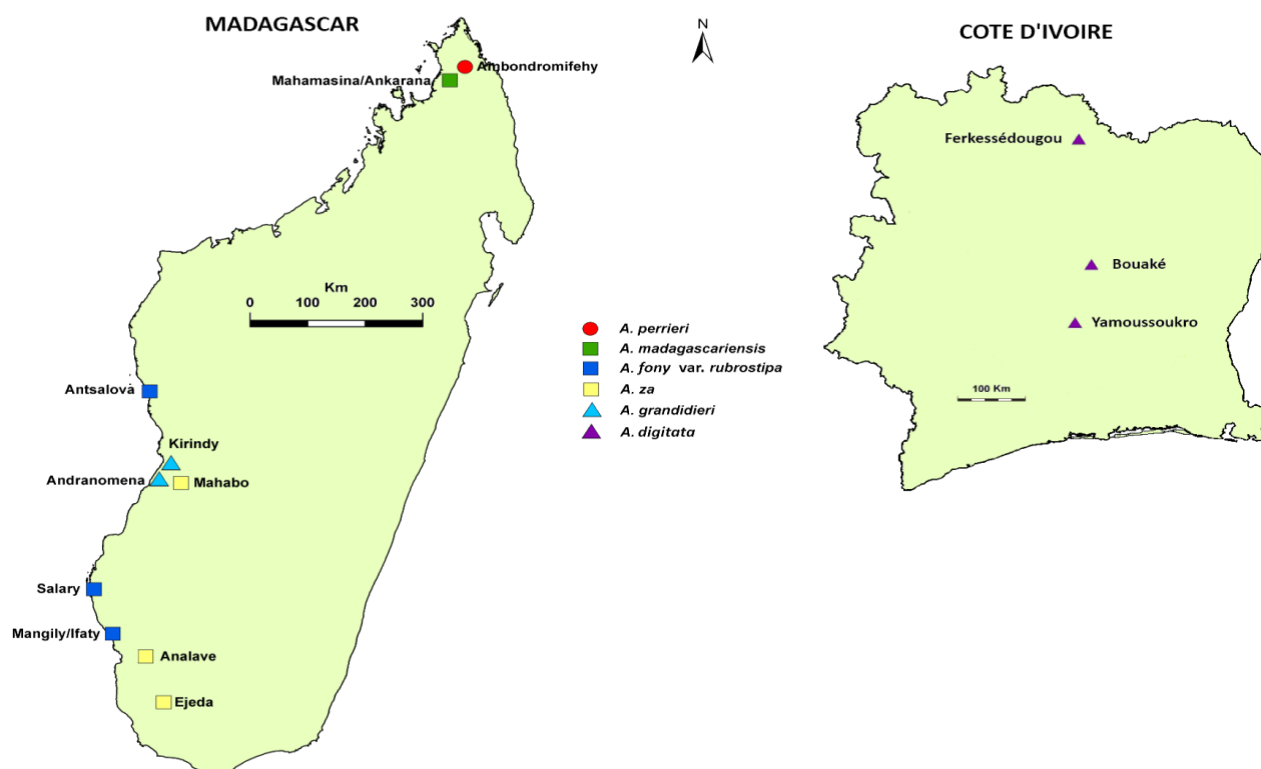 MADAGASCAR
N
COTE D'IVOIRE
Ambondromifehy
Mahamasina/Ankarana
Ferkessédougou
Bouaké
Yamoussoukro
100 Km
Km
0 100 200 300
A. perrieri
A. madagascariensis
A. fony var. rubrostipa
A. za
A. grandidieri
A. digitata
Antsalova
Kirindy
Andranomena
Mahabo
Salary
Mangily/Ifaty
Analave
Ejeda